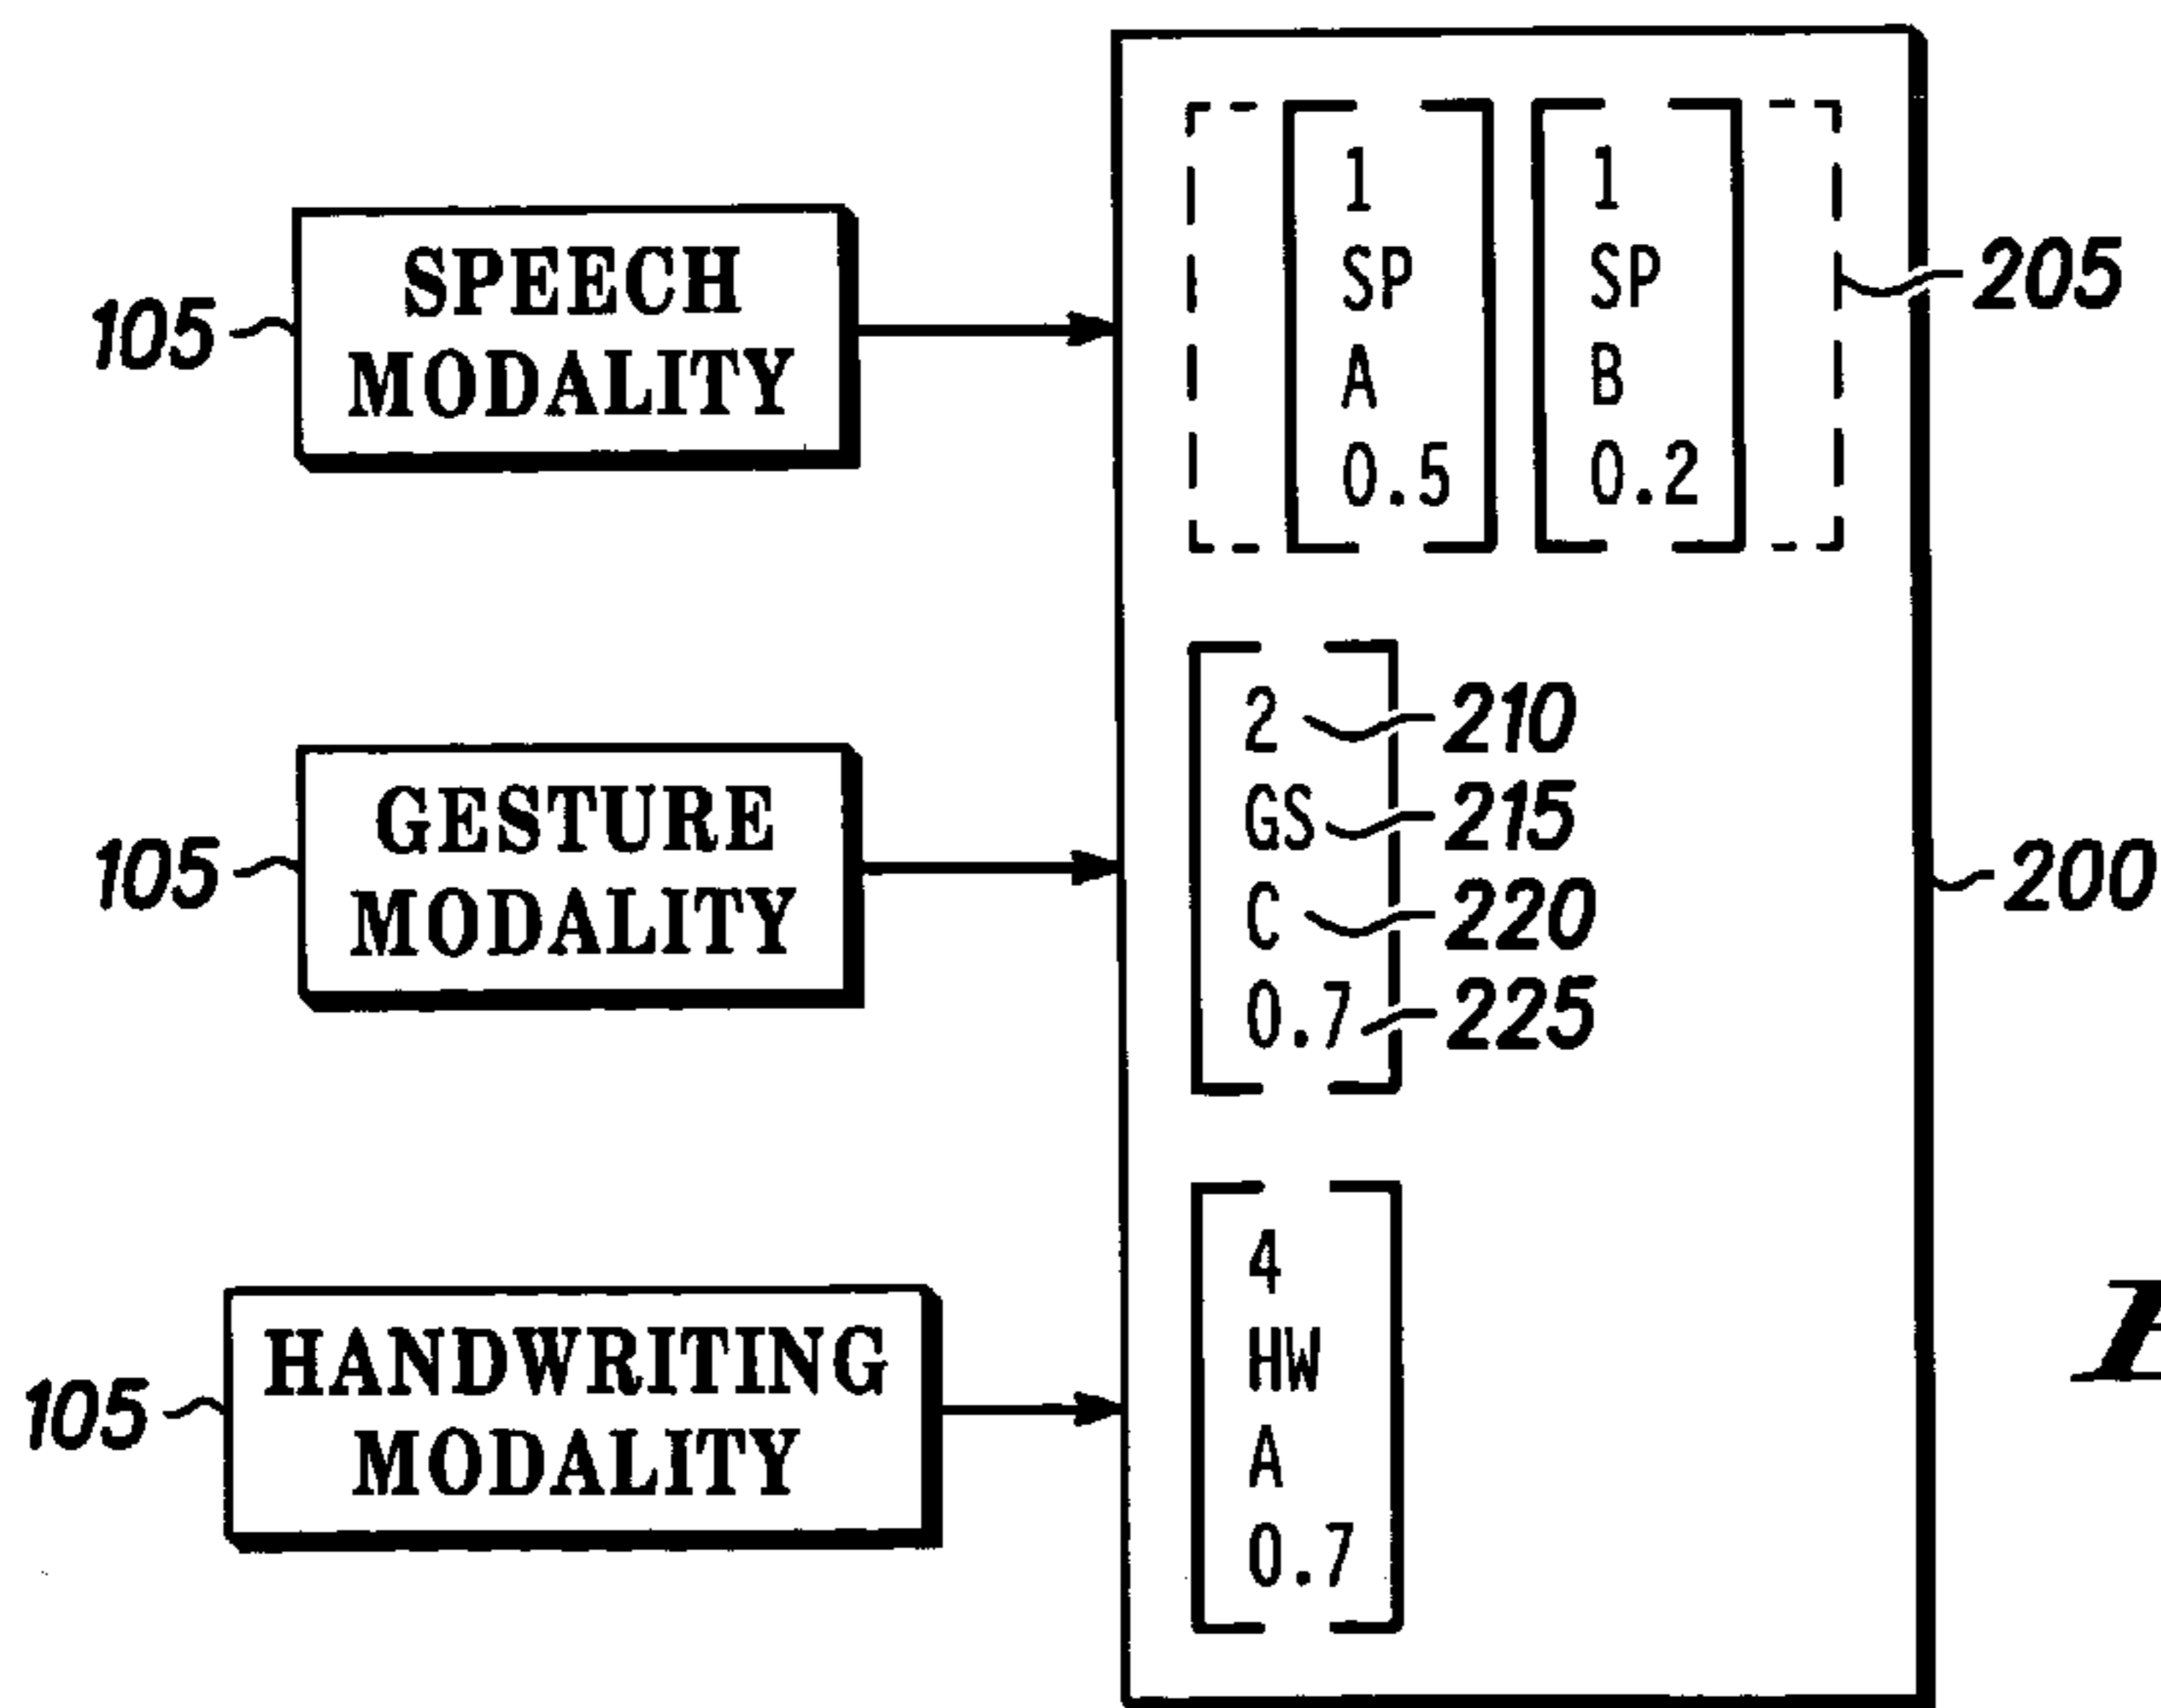 105
SPEECH
MODALITY
1
SP
A
0.5
1
SP
B
0.2
205
105
GESTURE
MODALITY
2
GS
C
0.7
210
215
220
225
200
105
HANDWRITING
MODALITY
4
HW
A
0.7